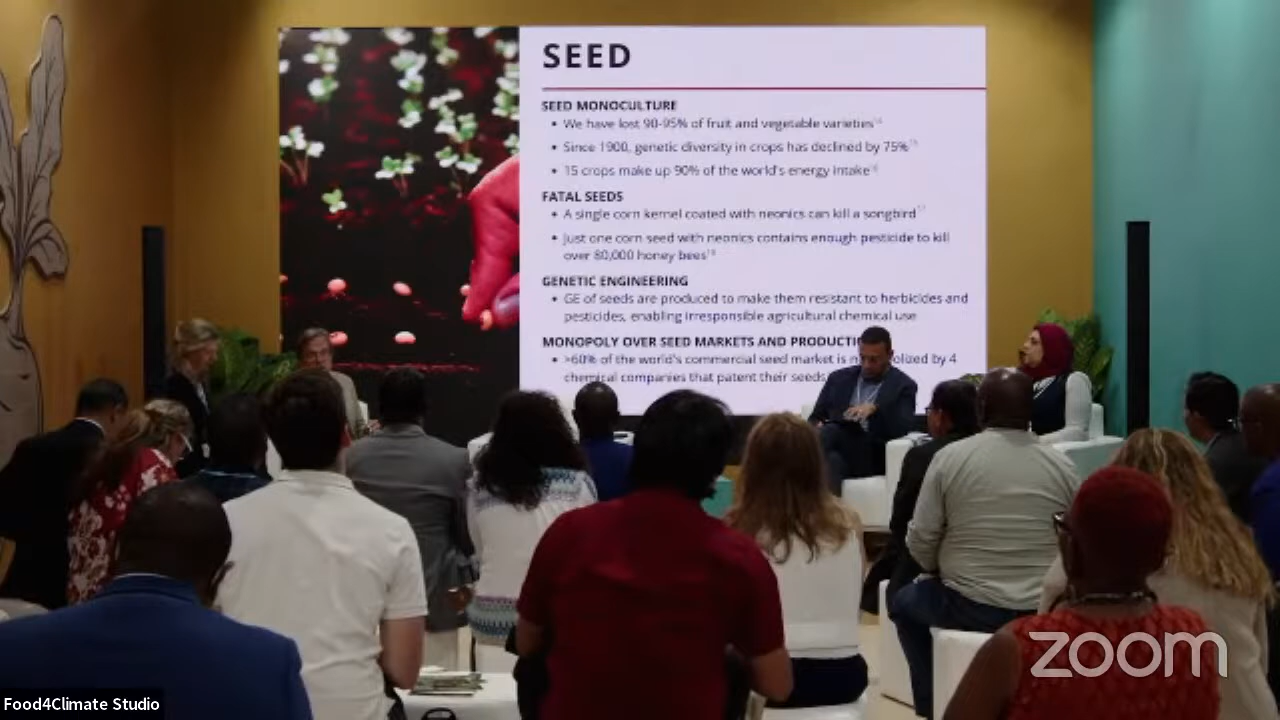 SEED
SEED MONOCULTURE
• We have lost 90-95% of fruit and vegetable varieties
• Since 1900, genetic diversity in crops has declined by 75%
• 15 crops make up 90% of the world's energy intake
FATAL SEEDS
• A single corn kernel coated with neonics can kill a songbird
• Just one corn seed with neonics contains enough pesticide to kill
over 80,000 honey bees
GENETIC ENGINEERING
• GE of seeds are produced to make them resistant to herbicides and
pesticides, enabling irresponsible agricultural chemical use
MONOPOLY OVER SEED MARKETS AND
• >60% of the world's commercial seed market is by 4
chemical companies that patent their seeds
zoom
Food4Climate Studio